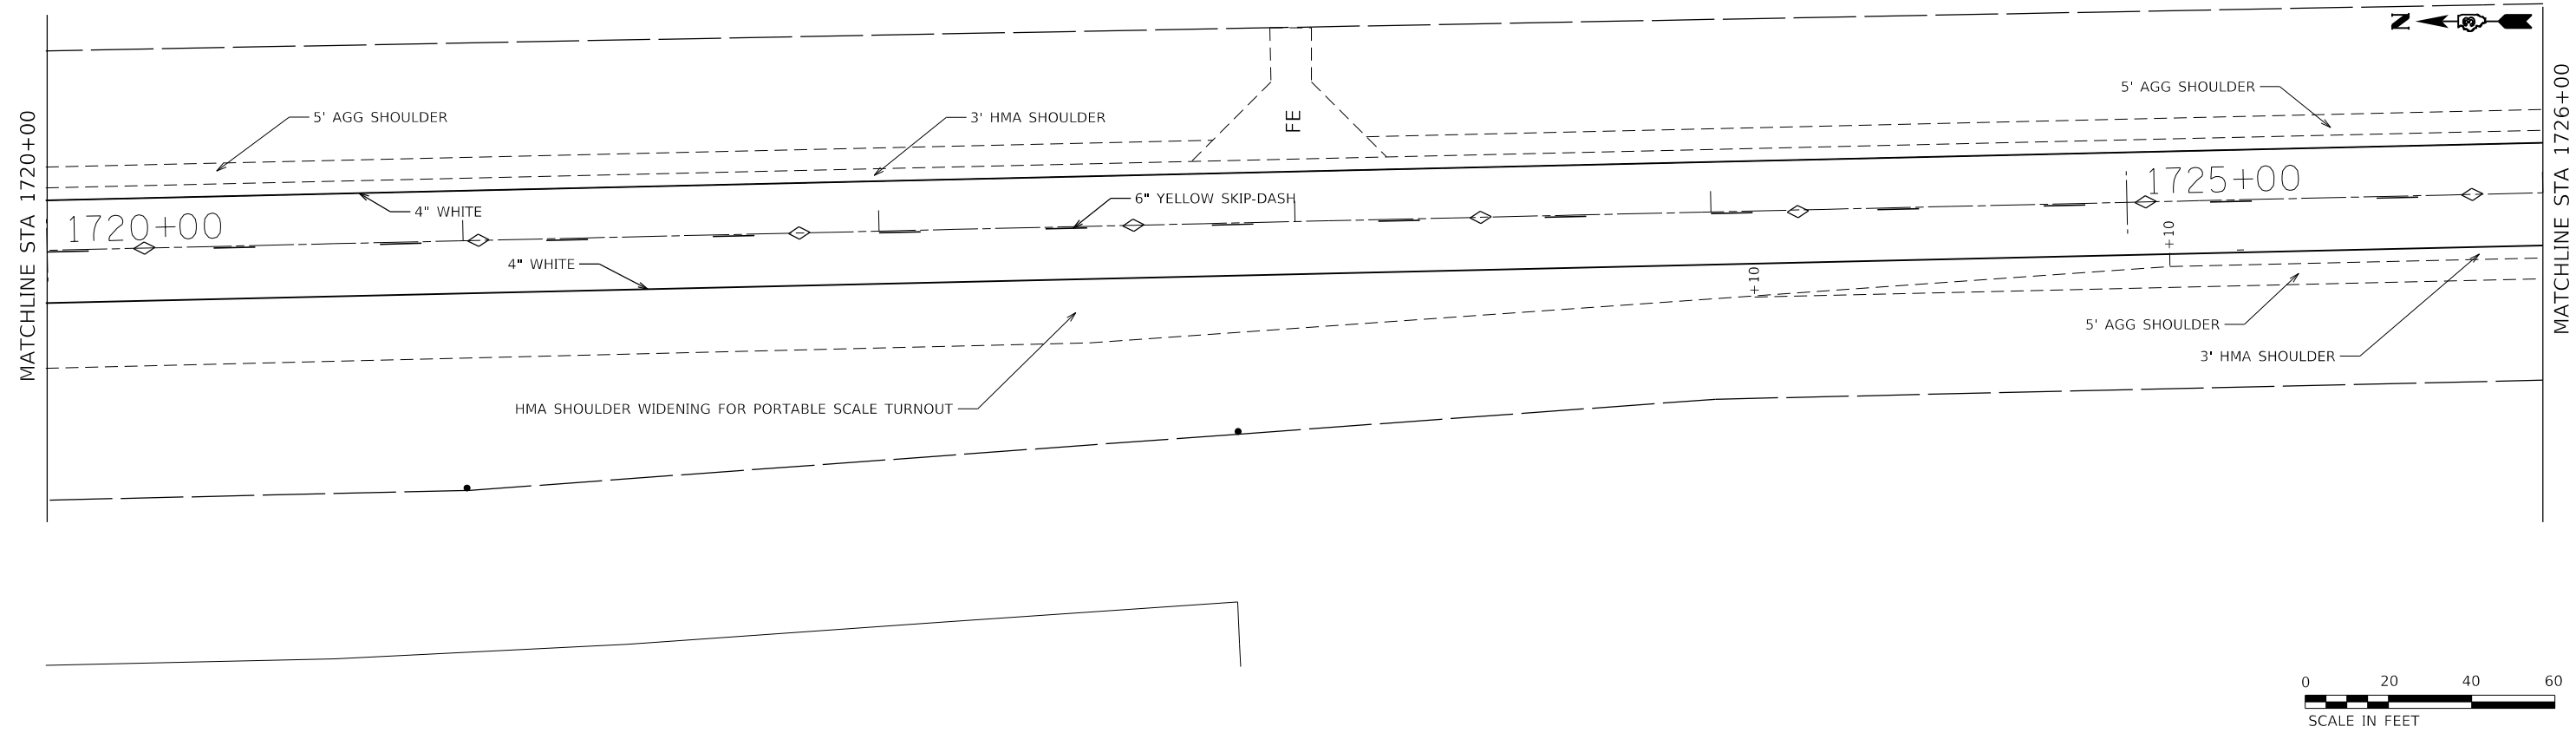 N
3
5' AGG SHOULDER
5' AGG SHOULDER
3' HMA SHOULDER
FE
MATCHLINE STA 1720+00
MATCHLINE STA 1726+00
1725+00
6" YELLOW SKIP-DASH
4" WHITE
1720+00
+10
4" WHITE
+10
5' AGG SHOULDER
3' HMA SHOULDER
HMA SHOULDER WIDENING FOR PORTABLE SCALE TURNOUT
0 20 40 60
SCALE IN FEET